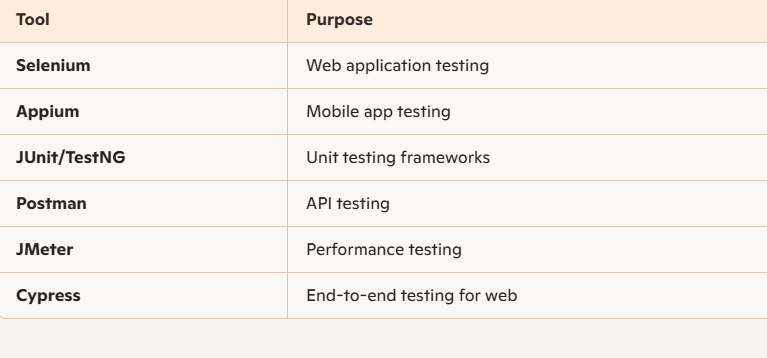 Tool Purpose
Selenium Web application testing
Appium Mobile app testing
JUnit/TestNG Unit testing frameworks
Postman API testing
JMeter Performance testing
Cypress End-to-end testing for web